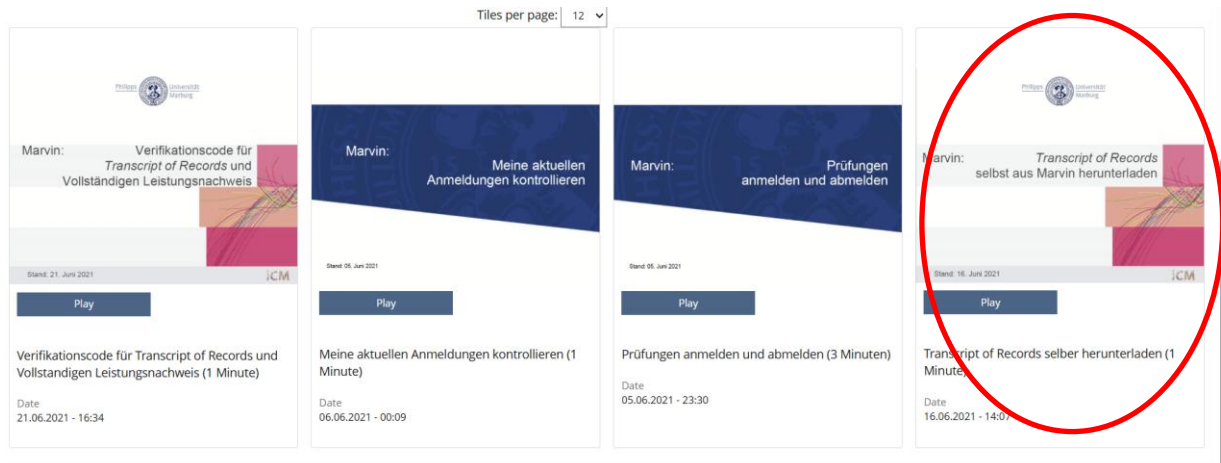 Tiles per page: 12
Philipps Universität
Marburg
Marvin: Verifikationscode für
Transcript of Records und
Vollständigen Leistungsnachweis
Stand: 21. Juni 2021
iCM
Play
Verifikationscode für Transcript of Records und
Vollstandigen Leistungsnachweis (1 Minute)
Date
21.06.2021 - 16:34
Marvin:
Meine aktuellen
Anmeldungen kontrollieren
Stand: 05. Juni 2021
Play
Meine aktuellen Anmeldungen kontrollieren (1
Minute)
Date
06.06.2021 - 00:09
Marvin: Prüfungen
anmelden und abmelden
Stand: 05. Juni 2021
Play
Prüfungen anmelden und abmelden (3 Minuten)
Date
05.06.2021 - 23:30
Philipps Universität
Marburg
Marvin: Transcript of Records
selbst aus Marvin herunterladen
Stand: 16. Juni 2021
iCM
Play
Transcript of Records selber herunterladen (1
Minute)
Date
16.06.2021 - 14:07